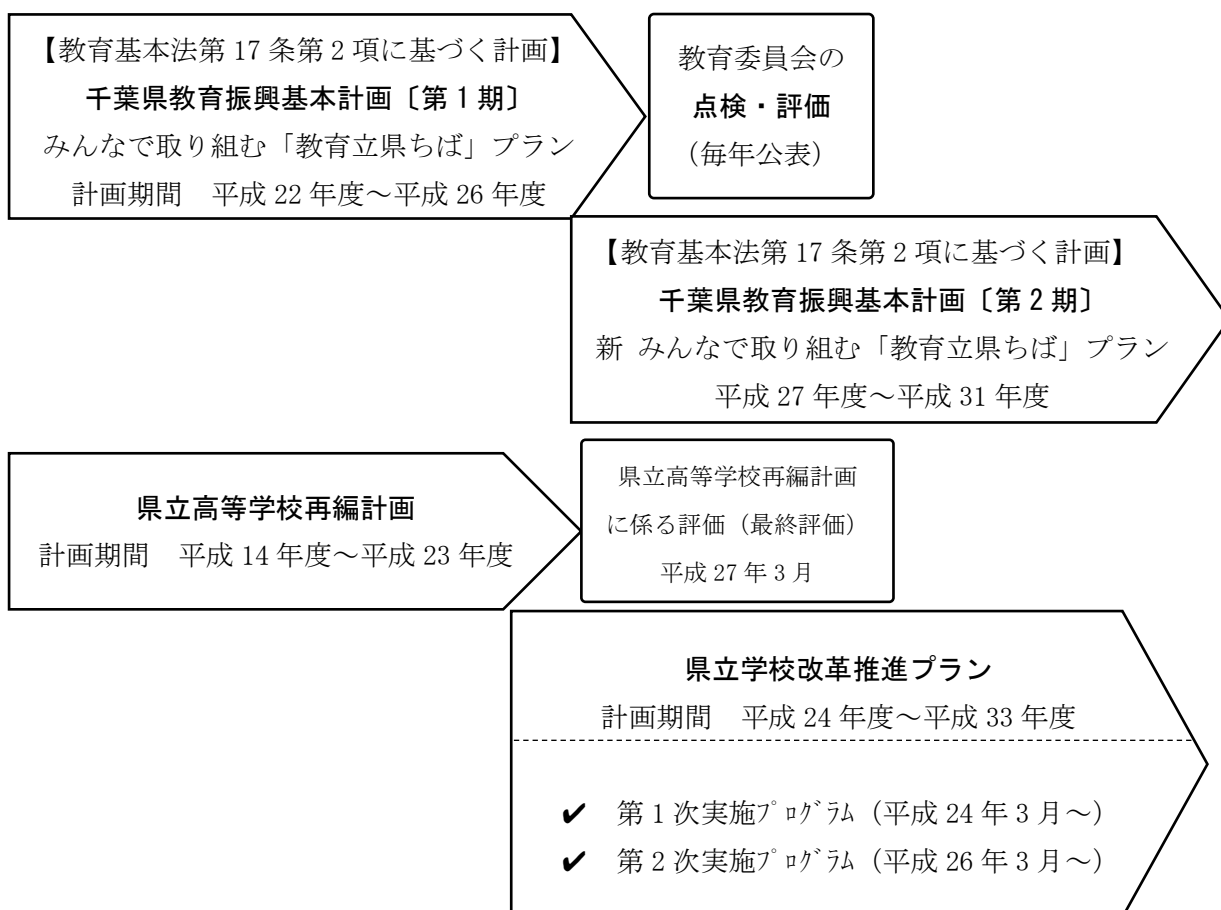 【教育基本法第 17 条第 2 項に基づく計画】
千葉県教育振興基本計画〔第 1 期〕
みんなで取り組む「教育立県ちば」プラン
計画期間　平成 22 年度~平成 26 年度
教育委員会の
点検・評価
(毎年公表)
【教育基本法第 17 条第 2 項に基づく計画】
千葉県教育振興基本計画〔第 2 期〕
新 みんなで取り組む「教育立県ちば」プラン
平成 27 年度~平成 31 年度
県立高等学校再編計画
計画期間　平成 14 年度~平成 23 年度
県立高等学校再編計画
に係る評価(最終評価)
平成 27 年 3 月
県立学校改革推進プラン
計画期間　平成 24 年度~平成 33 年度
✔ 第 1 次実施プログラム(平成 24 年 3 月~)
✔ 第 2 次実施プログラム(平成 26 年 3 月~)